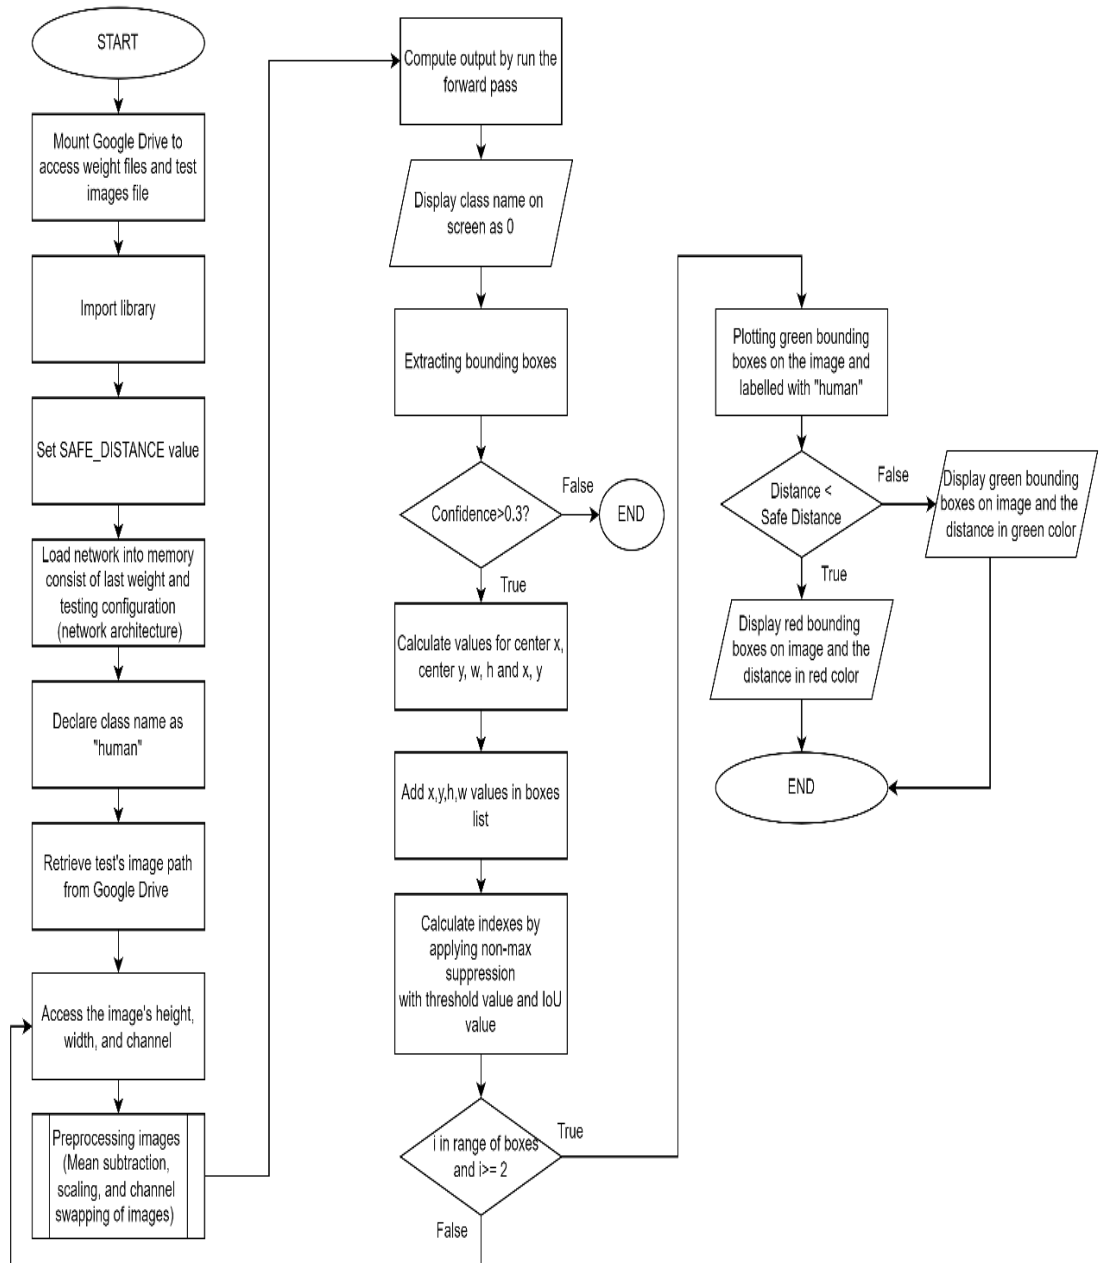 START
Mount Google Drive to
access weight files and test
images file
Import library
Set SAFE_DISTANCE value
Load network into memory
consist of last weight and
testing configuration
(network architecture)
Declare class name as
"human"
Retrieve test's image path
from Google Drive
Access the image's height,
width, and channel
Preprocessing images
(Mean subtraction,
scaling, and channel
swapping of images)
Compute output by run the
forward pass
Display class name on
screen as 0
Extracting bounding boxes
Confidence>0.3?
False
END
True
Calculate values for center x,
center y, w, h and x, y
Add x,y,h,w values in boxes
list
Calculate indexes by
applying non-max
suppression
with threshold value and IoU
value
i in range of boxes
and i>= 2
True
False
Plotting green bounding
boxes on the image and
labelled with "human"
Distance <
Safe Distance
False
Display green bounding
boxes on image and the
distance in green color
True
Display red bounding
boxes on image and the
distance in red color
END